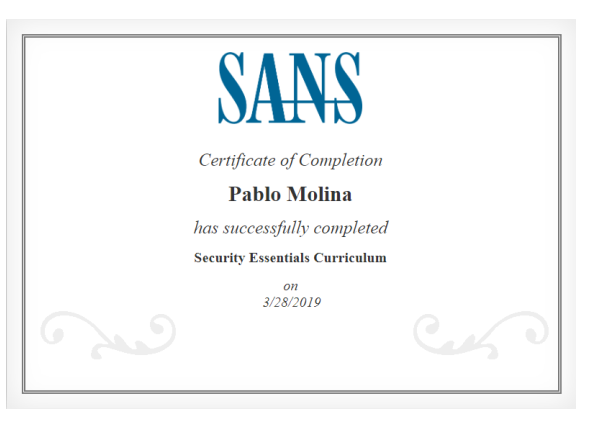 SANS
Certificate of Completion
Pablo Molina
has successfully completed
Security Essentials Curriculum
on
3/28/2019